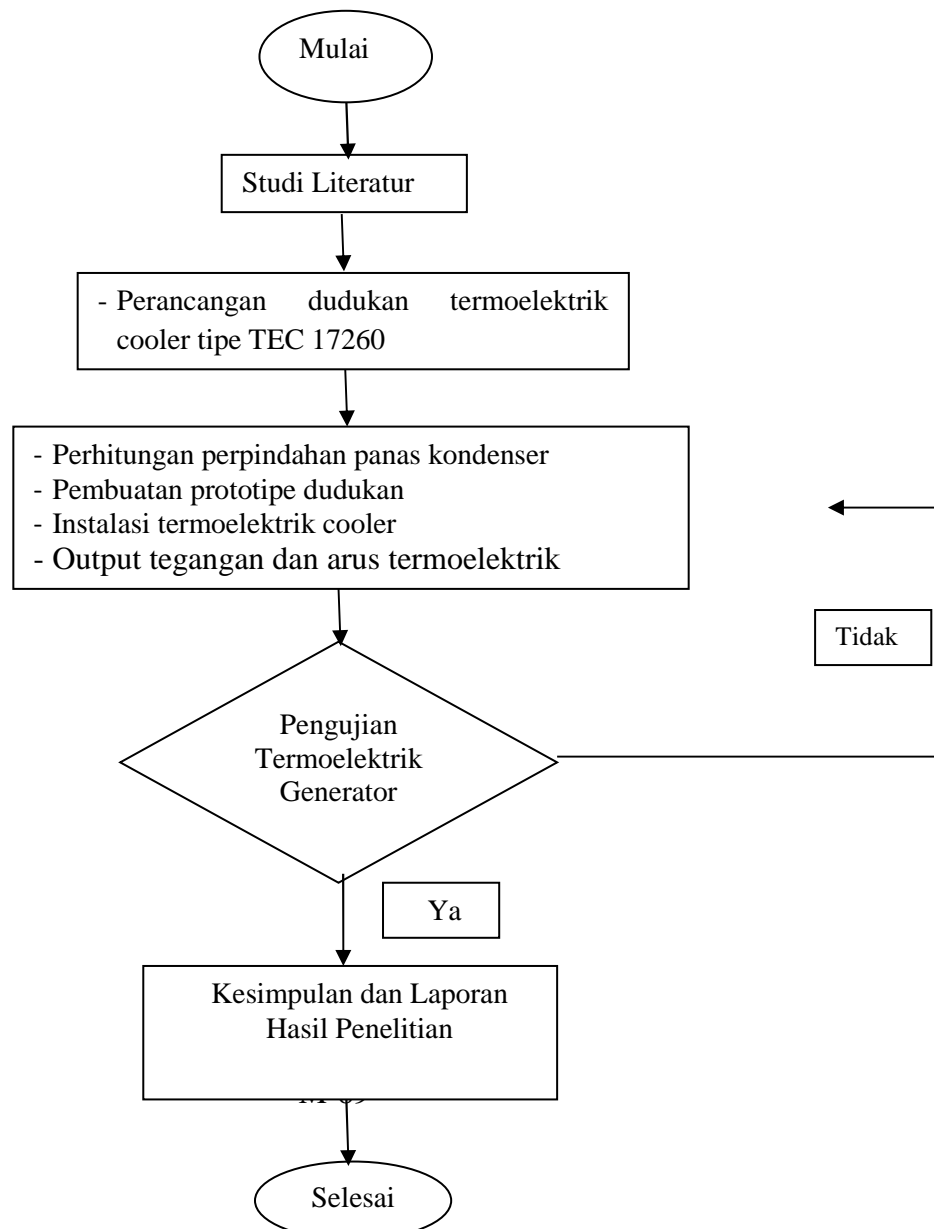 Mulai
Studi Literatur
- Perancangan dudukan termoelektrik
cooler tipe TEC 17260
- Perhitungan perpindahan panas kondenser
- Pembuatan prototipe dudukan
- Instalasi termoelektrik cooler
- Output tegangan dan arus termoelektrik
Tidak
Pengujian
Termoelektrik
Generator
Ya
Kesimpulan dan Laporan
Hasil Penelitian
Selesai